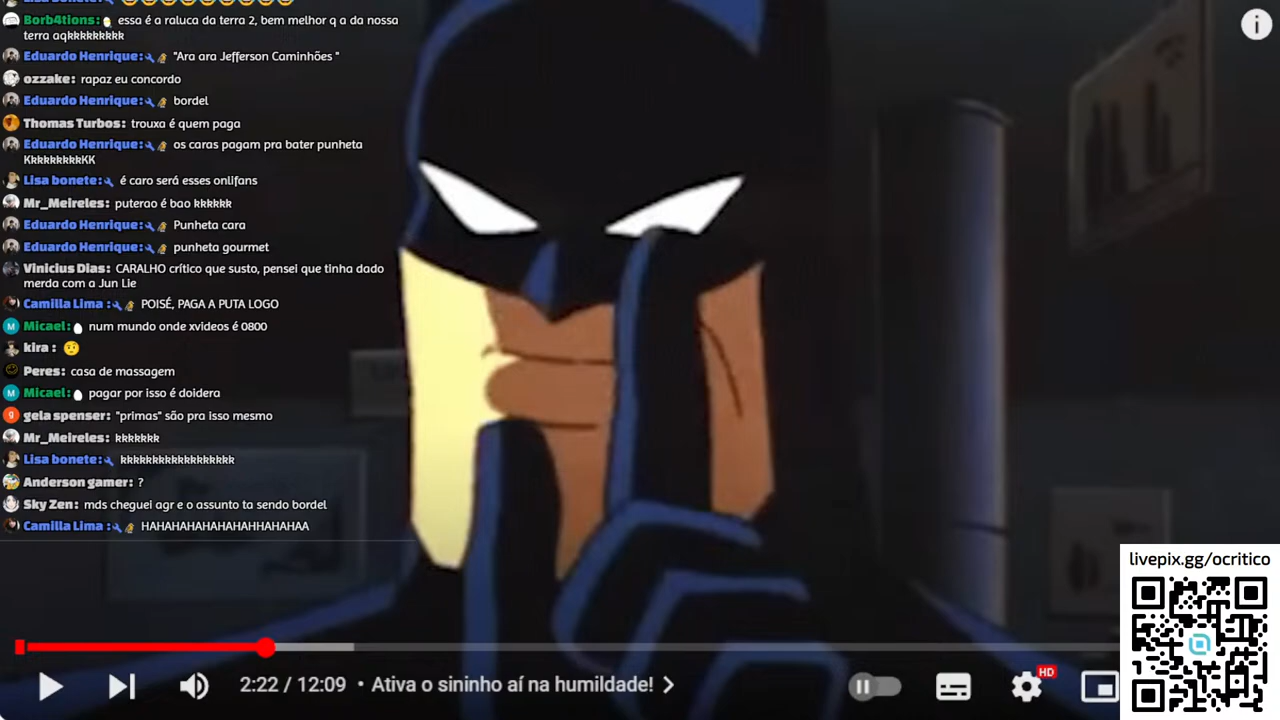 Borb4tions: essa é a raluca da terra 2, bem melhor q a da nossa
terra aqkkkkkkkkk
Eduardo Henrique: "Ara ara Jefferson Caminhões "
ozzake: rapaz eu concordo
Eduardo Henrique: bordel
Thomas Turbos: trouxa é quem paga
Eduardo Henrique: os caras pagam pra bater punheta
KkkkkkkkkKK
Lisa bonete: é caro será esses onlifans
Mr_Meireles: puterao é bao kkkkkk
Eduardo Henrique: Punheta cara
Eduardo Henrique: punheta gourmet
Vinicius Dias: CARALHO crítico que susto, pensei que tinha dado
merda com a Jun Lie
Camilla Lima : POISÉ, PAGA A PUTA LOGO
M
Micael: num mundo onde xvideos é 0800
kira :
Peres: casa de massagem
M
Micael: pagar por isso é doidera
g
gela spenser: "primas" são pra isso mesmo
Mr_Meireles: kkkkkkk
Lisa bonete: kkkkkkkkkkkkkkkkkk
Anderson gamer: ?
Sky Zen: mds cheguei agr e o assunto ta sendo bordel
Camilla Lima : HAHAHAHAHAHAHAHHAHAHAA
livepix.gg/ocritico
2:22 / 12:09 • Ativa o sininho aí na humildade!
HD